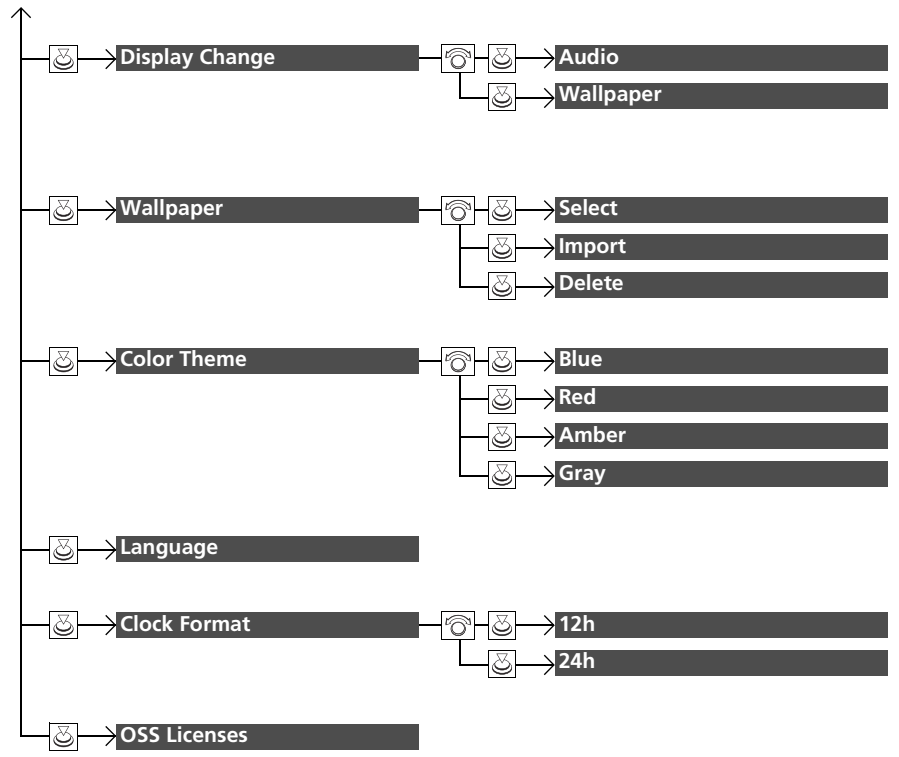 Display Change
Audio
Wallpaper
Wallpaper
Select
Import
Delete
Color Theme
Blue
Red
Amber
Gray
Language
Clock Format
12h
24h
OSS Licenses